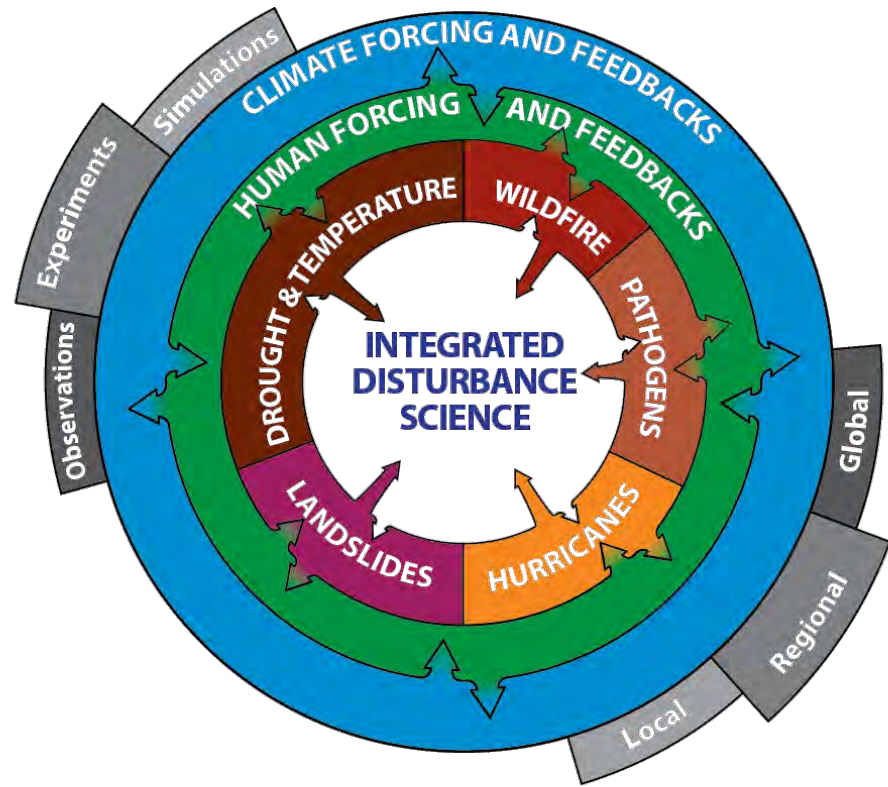 CLIMATE FORCING AND FEEDBACKS
HUMAN FORCING AND FEEDBACKS
DROUGHT & TEMPERATURE
WILDFIRE
PATHOGENS
HURRICANES
LANDSLIDES
INTEGRATED
DISTURBANCE
SCIENCE
Simulations
Experiments
Observations
Global
Regional
Local